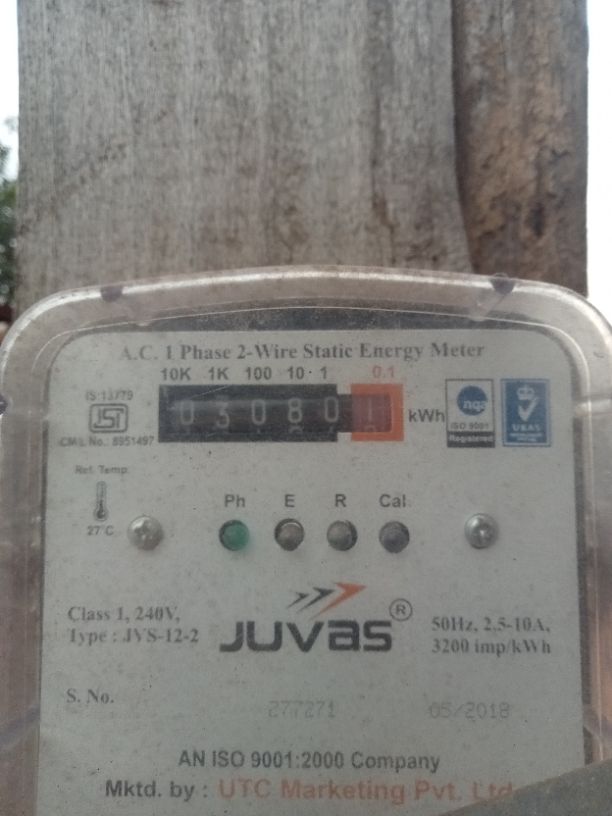 A.C. 1 Phase 2-Wire Static Energy Meter
10K 1K 100 10 1 0.1
IS:13779
ISI
03080 1 kWh
nqa
ISO 9001
Registered
UKAS
CM/L No.: 8951497
Ref. Temp.
27°C
Ph E R Cal
Class 1, 240V,
Type : JVS-12-2
JUVAS®
50Hz, 2.5-10A,
3200 imp/kWh
S. No. 277271 05/2018
AN ISO 9001:2000 Company
Mktd. by : UTC Marketing Pvt. Ltd